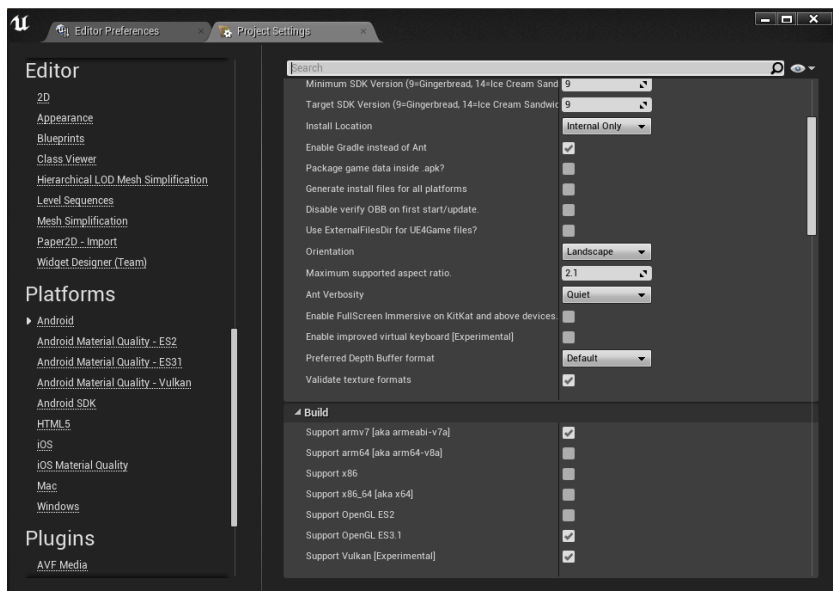 Editor Preferences
Project Settings
Editor
2D
Appearance
Blueprints
Class Viewer
Hierarchical LOD Mesh Simplification
Level Sequences
Mesh Simplification
Paper2D - Import
Widget Designer (Team)
Platforms
Android
Android Material Quality - ES2
Android Material Quality - ES31
Android Material Quality - Vulkan
Android SDK
HTML5
iOS
iOS Material Quality
Mac
Windows
Plugins
AVF Media
Search
Minimum SDK Version (9=Gingerbread, 14=Ice Cream Sand 9
Target SDK Version (9=Gingerbread, 14=Ice Cream Sandwic 9
Install Location Internal Only
Enable Gradle instead of Ant
Package game data inside .apk?
Generate install files for all platforms
Disable verify OBB on first start/update.
Use ExternalFilesDir for UE4Game files?
Orientation Landscape
Maximum supported aspect ratio. 2.1
Ant Verbosity Quiet
Enable FullScreen Immersive on KitKat and above devices.
Enable improved virtual keyboard [Experimental]
Preferred Depth Buffer format Default
Validate texture formats
Build
Support armv7 [aka armeabi-v7a]
Support arm64 [aka arm64-v8a]
Support x86
Support x86_64 [aka x64]
Support OpenGL ES2
Support OpenGL ES3.1
Support Vulkan [Experimental]